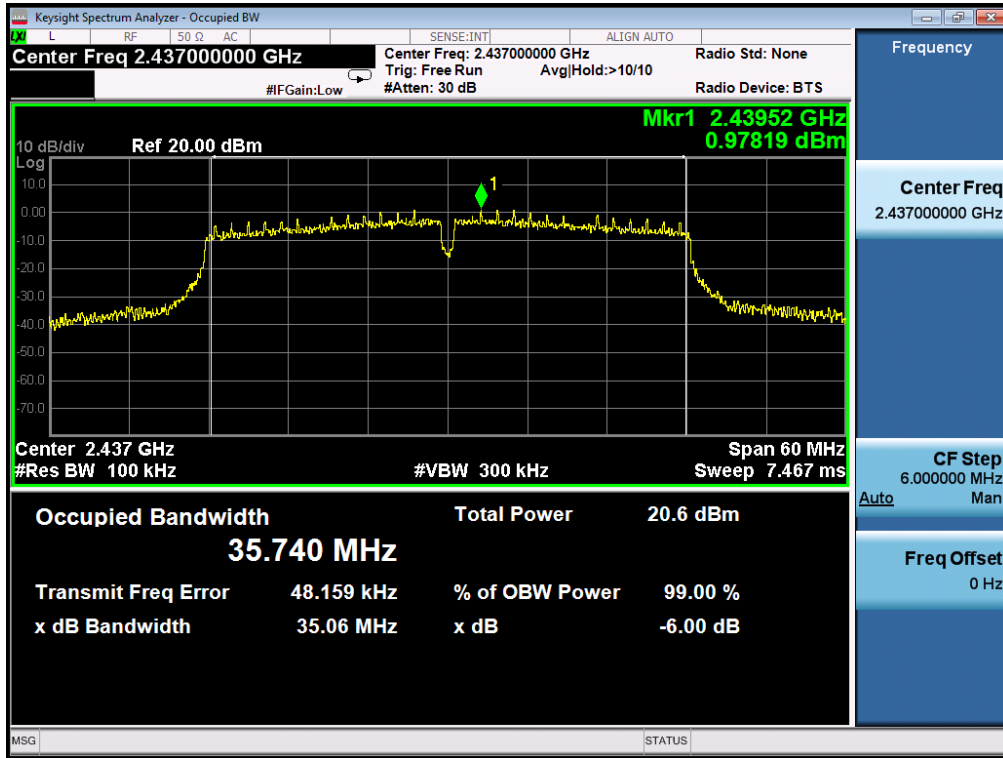 Keysight Spectrum Analyzer - Occupied BW
LXI L RF 50 Ω AC SENSE:INT ALIGN AUTO
Center Freq 2.437000000 GHz
Center Freq: 2.437000000 GHz Radio Std: None
Trig: Free Run Avg|Hold:>10/10
#IFGain:Low #Atten: 30 dB Radio Device: BTS
Mkr1 2.43952 GHz
0.97819 dBm
10 dB/div Ref 20.00 dBm
Log
10.0
1
0.00
-10.0
-20.0
-30.0
-40.0
-50.0
-60.0
-70.0
Center 2.437 GHz Span 60 MHz
#Res BW 100 kHz #VBW 300 kHz Sweep 7.467 ms
Occupied Bandwidth Total Power 20.6 dBm
35.740 MHz
Transmit Freq Error 48.159 kHz % of OBW Power 99.00 %
x dB Bandwidth 35.06 MHz x dB -6.00 dB
MSG STATUS
Frequency
Center Freq
2.437000000 GHz
CF Step
6.000000 MHz
Auto Man
Freq Offset
0 Hz